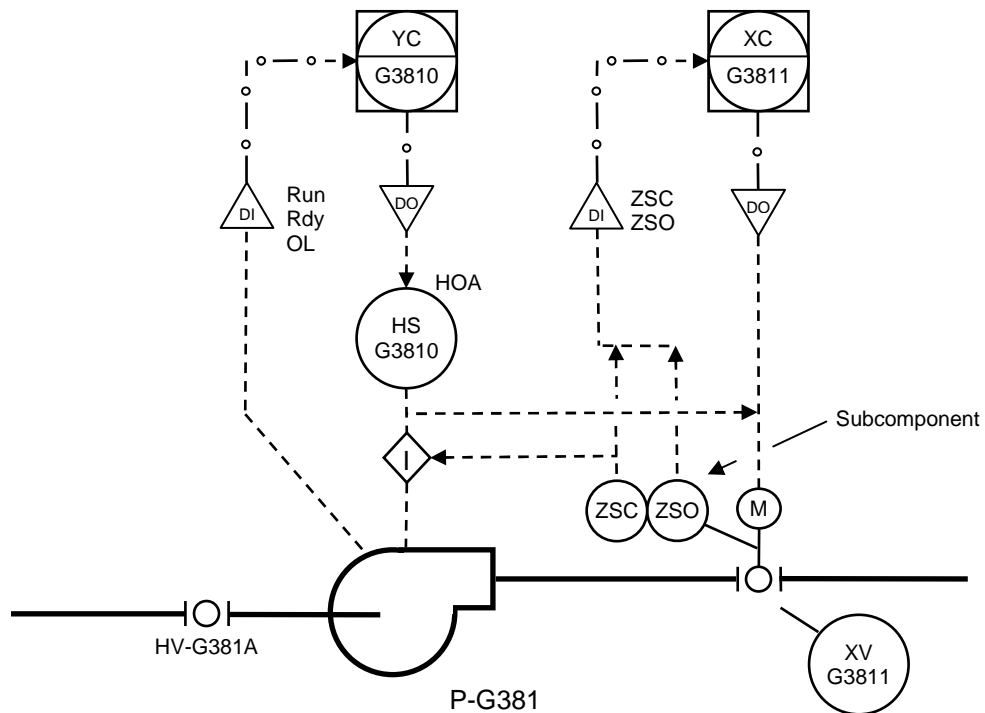 YC
G3810
XC
G3811
DI
Run
Rdy
OL
DO
DI
ZSC
ZSO
DO
HOA
HS
G3810
Subcomponent
I
ZSC
ZSO
M
HV-G381A
XV
G3811
P-G381